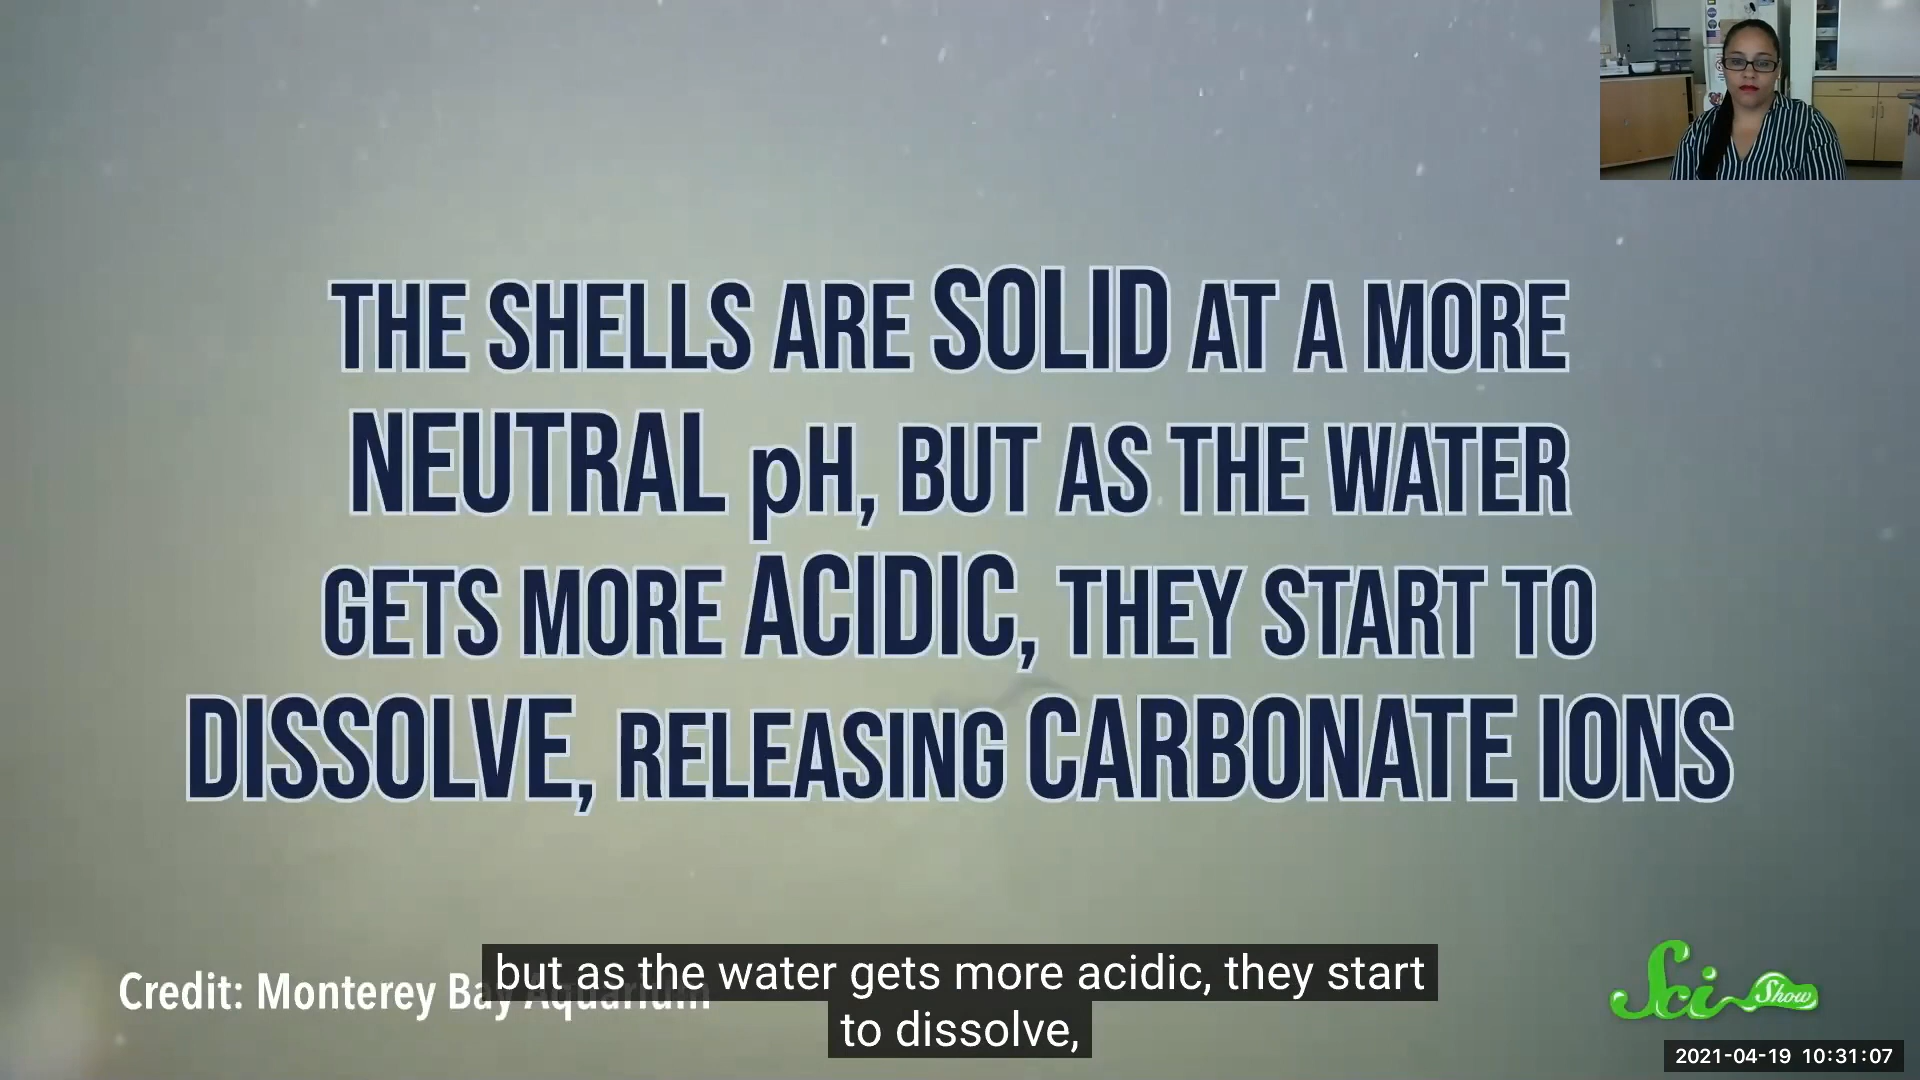 THE SHELLS ARE SOLID AT A MORE
NEUTRAL pH, BUT AS THE WATER
GETS MORE ACIDIC, THEY START TO
DISSOLVE, RELEASING CARBONATE IONS
Credit: Monterey Bay Aquarium
but as the water gets more acidic, they start
to dissolve,
Sci Show
2021-04-19 10:31:07